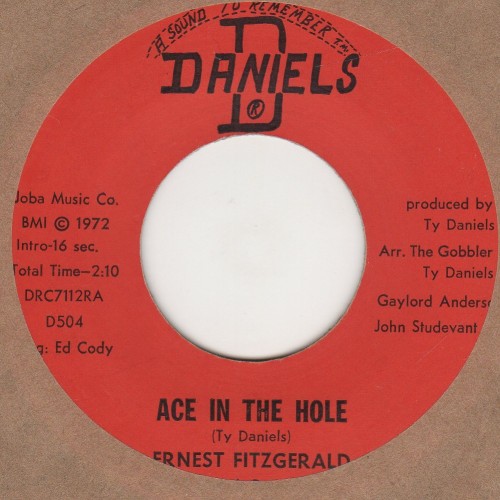 A SOUND TO REMEMBER
DANIELS
D
®
Joba Music Co.
BMI © 1972
Intro-16 sec.
Total Time-2:10
DRC7112RA
D504
g: Ed Cody
produced by
Ty Daniels
Arr. The Gobbler
Ty Daniels
Gaylord Anders
John Studevant
ACE IN THE HOLE
(Ty Daniels)
ERNEST FITZGERALD